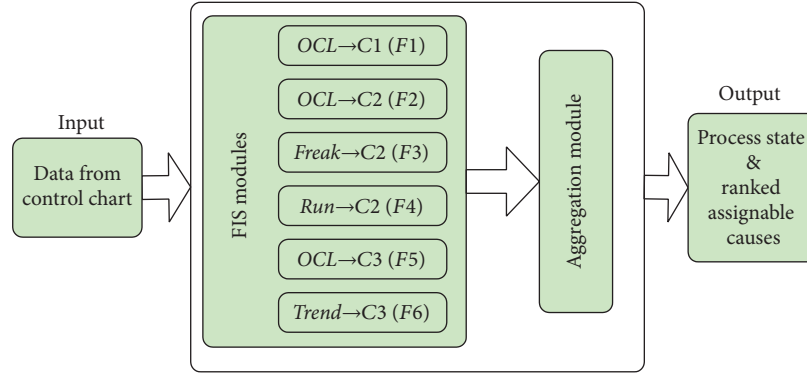 Input
Data from
control chart
FIS modules
OCL→C1 (F1)
OCL→C2 (F2)
Freak→C2 (F3)
Run→C2 (F4)
OCL→C3 (F5)
Trend→C3 (F6)
Aggregation module
Output
Process state
&
ranked
assignable
causes